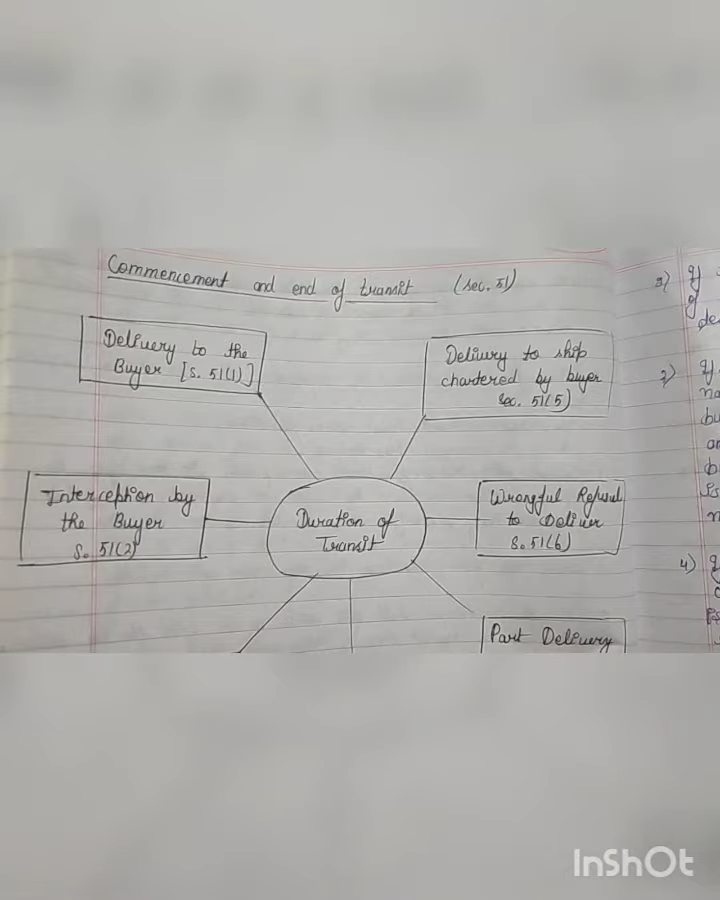 Commencement and end of transit (sec. 51)
Delivery to the
Buyer [S. 51(1)]
Delivery to ship
chartered by buyer
Sec. 51(5)
Interception by
the Buyer
S. 51(2)
Duration of
Transit
Wrongful Refusal
to Deliver
S. 51(6)
Part Delivery
4)
InShOt